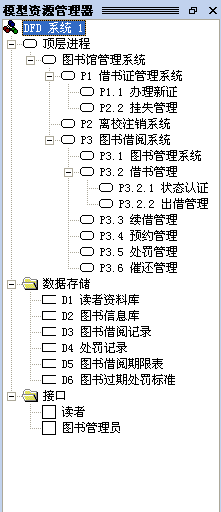 模型资源管理器
DFD 系统 1
顶层进程
图书馆管理系统
P1 借书证管理系统
P1.1 办理新证
P2.2 挂失管理
P2 离校注销系统
P3 图书借阅系统
P3.1 图书管理系统
P3.2 借书管理
P3.2.1 状态认证
P3.2.2 出借管理
P3.3 续借管理
P3.4 预约管理
P3.5 处罚管理
P3.6 催还管理
数据存储
D1 读者资料库
D2 图书信息库
D3 图书借阅记录
D4 处罚记录
D5 图书借阅期限表
D6 图书过期处罚标准
接口
读者
图书管理员